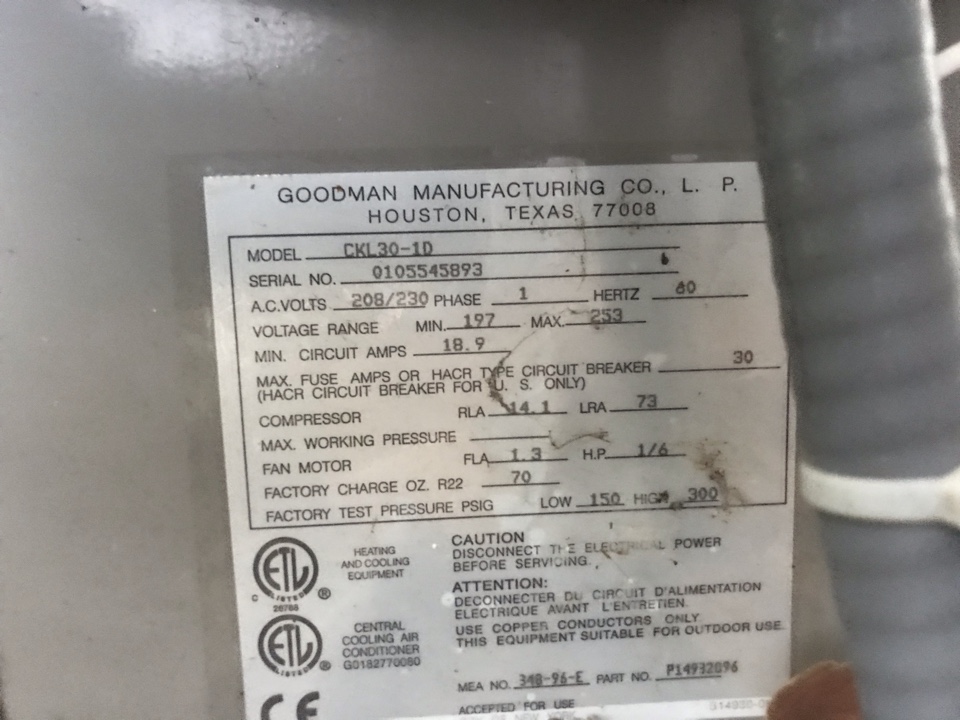 GOODMAN MANUFACTURING CO., L. P.
HOUSTON, TEXAS 77008
MODEL CKL30-1D
SERIAL NO. 0105545893
A.C.VOLTS 208/230 PHASE 1 HERTZ 60
VOLTAGE RANGE MIN. 197 MAX. 253
MIN. CIRCUIT AMPS 18.9
MAX. FUSE AMPS OR HACR TYPE CIRCUIT BREAKER 30
(HACR CIRCUIT BREAKER FOR U. S. ONLY)
COMPRESSOR RLA 14.1 LRA 73
MAX. WORKING PRESSURE
FAN MOTOR FLA 1.3 H.P. 1/6
FACTORY CHARGE OZ. R22 70
FACTORY TEST PRESSURE PSIG LOW 150 HIGH 300
ETL
LISTED
C
®
HEATING
AND COOLING
EQUIPMENT
CAUTION
DISCONNECT THE ELECTRICAL POWER
BEFORE SERVICING.
ATTENTION:
DECONNECTER DU CIRCUIT D'ALIMENTATION
ELECTRIQUE AVANT L'ENTRETIEN.
USE COPPER CONDUCTORS ONLY
THIS EQUIPMENT SUITABLE FOR OUTDOOR USE
ETL
LISTED
®
CENTRAL
COOLING AIR
CONDITIONER
MEA NO. 348-96-E PART NO. P14932096
CE
ACCEPTED FOR USE